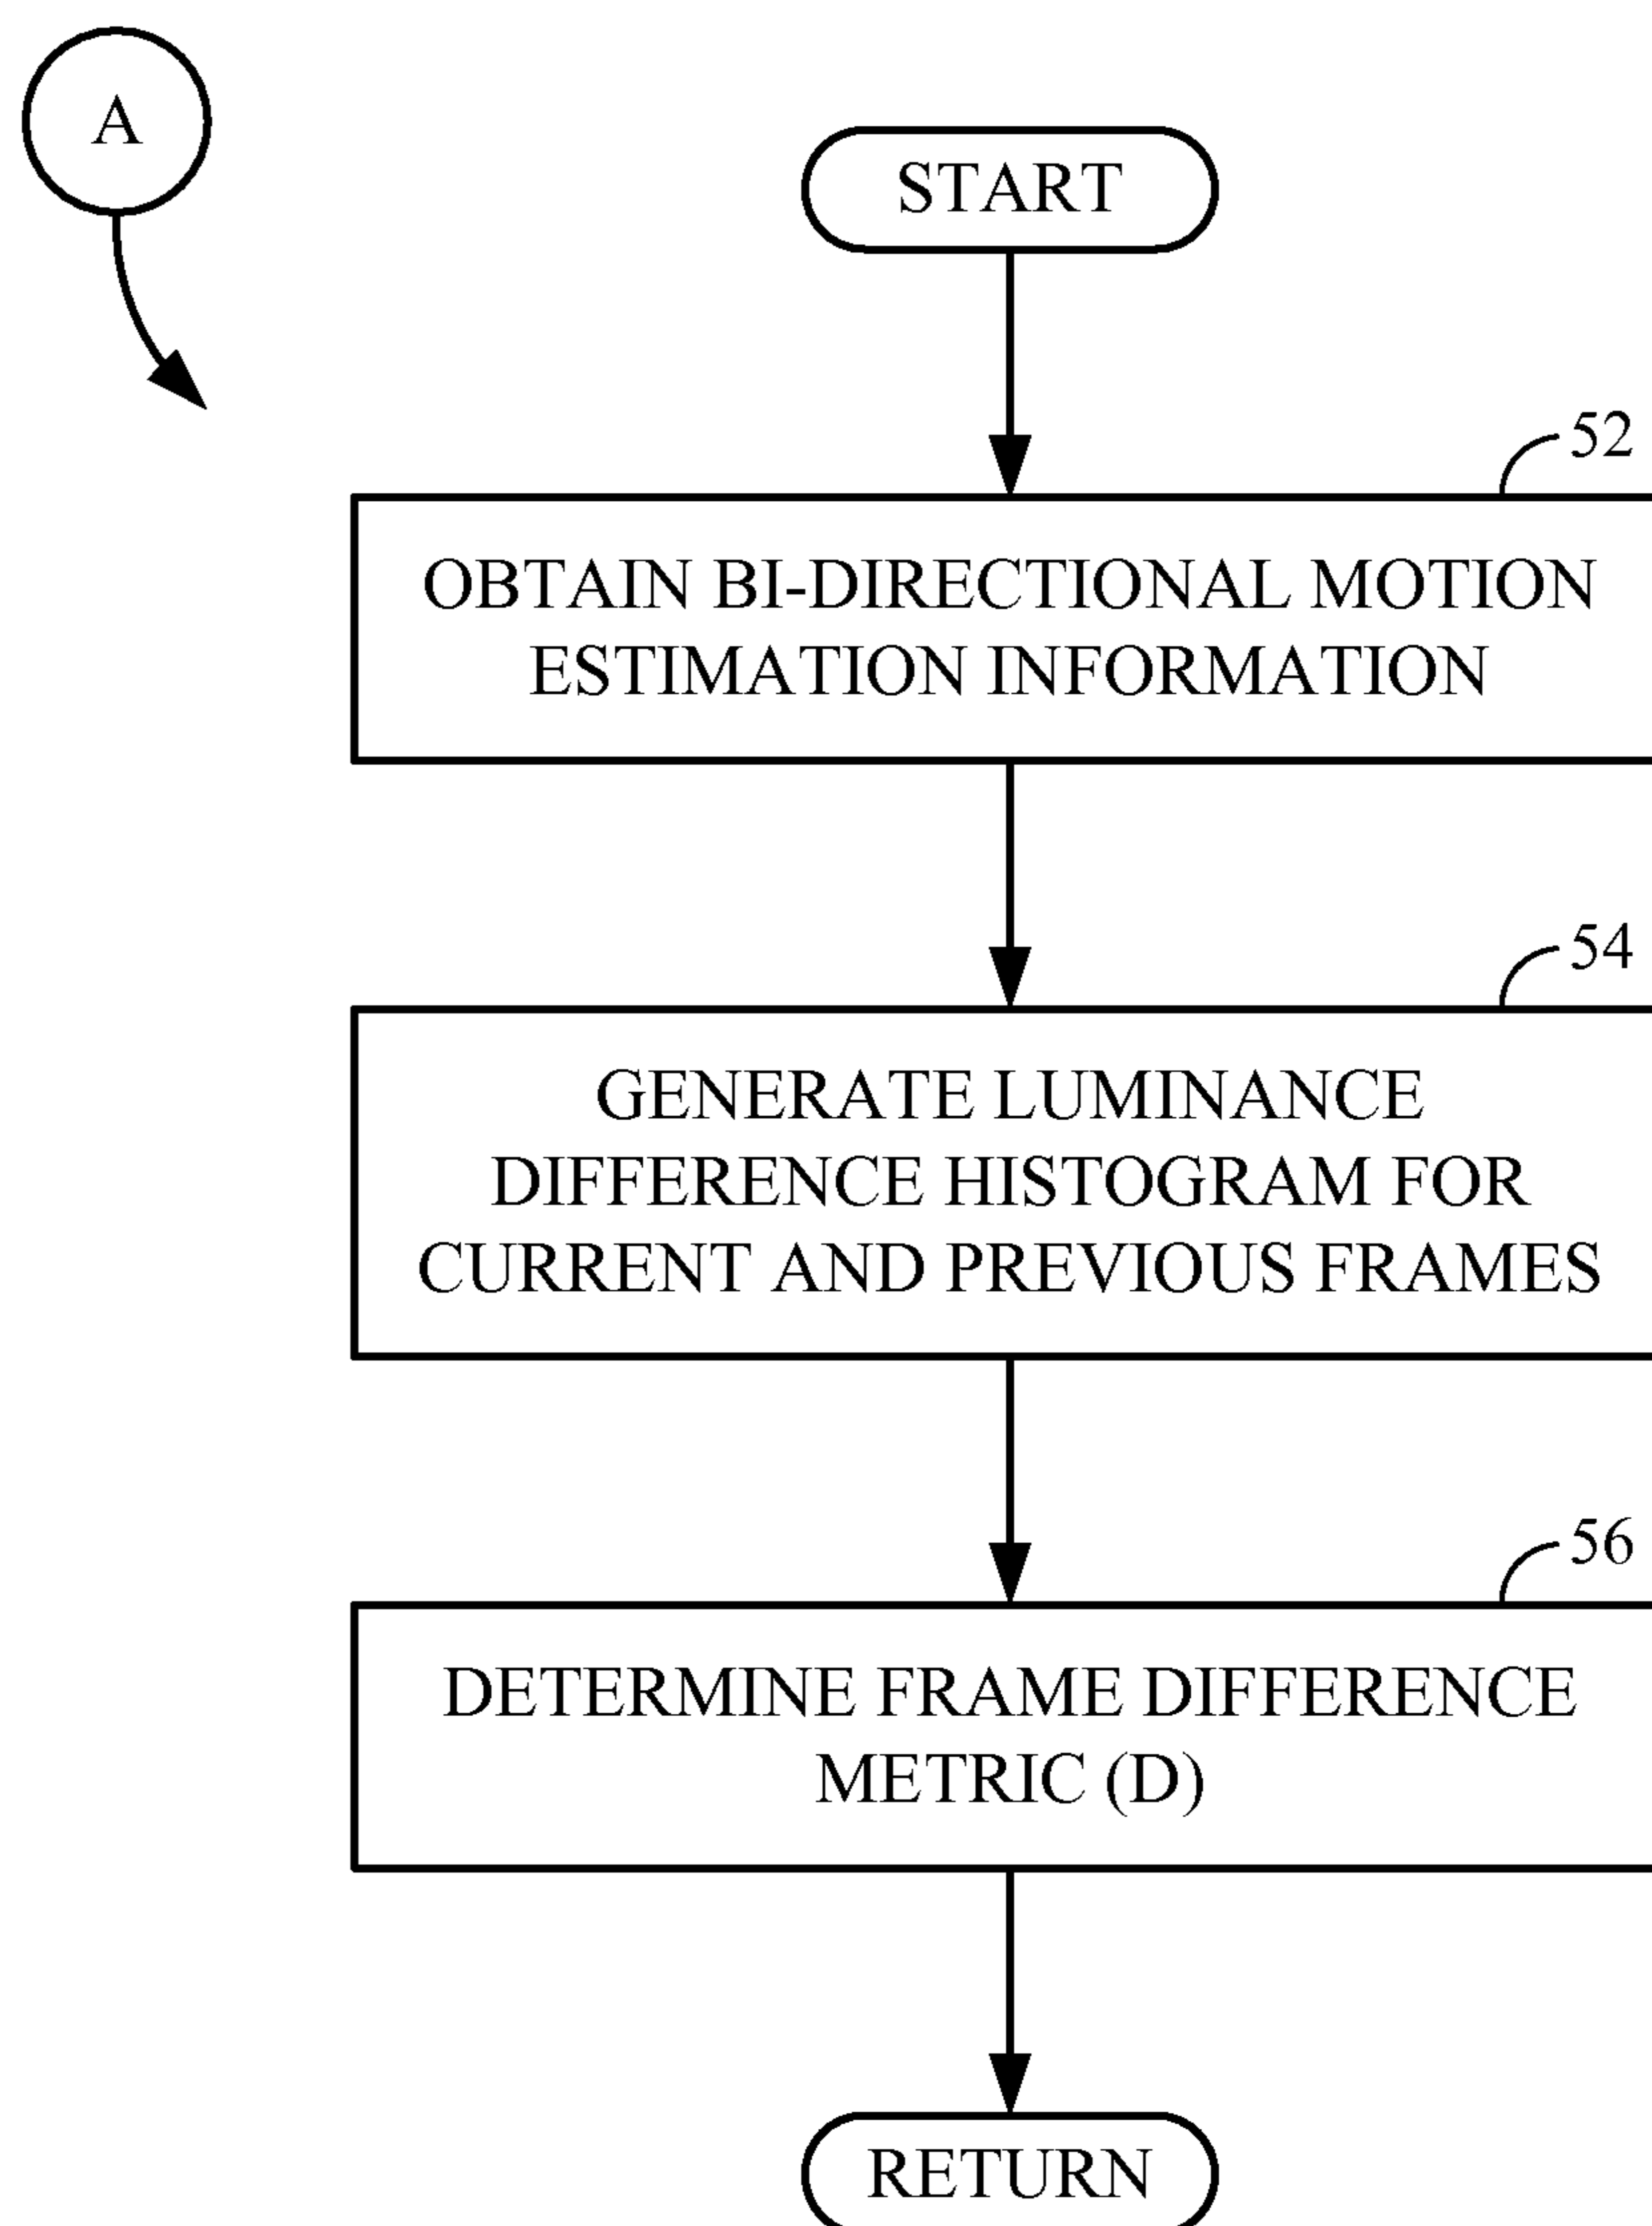 A
START
52
OBTAIN BI-DIRECTIONAL MOTION
ESTIMATION INFORMATION
54
GENERATE LUMINANCE
DIFFERENCE HISTOGRAM FOR
CURRENT AND PREVIOUS FRAMES
56
DETERMINE FRAME DIFFERENCE
METRIC (D)
RETURN